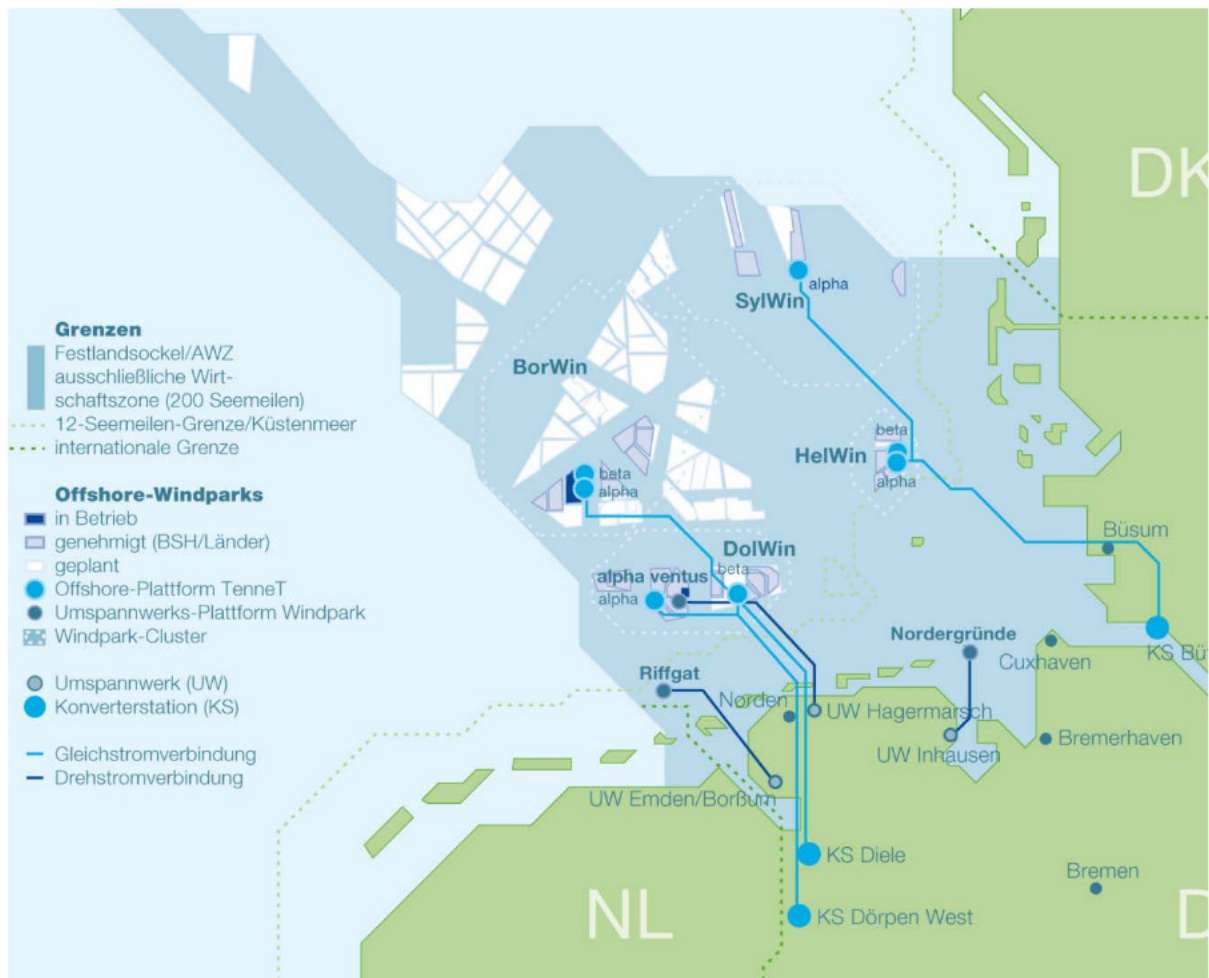 Grenzen
Festlandsockel/AWZ
ausschließliche Wirt-
schaftszone (200 Seemeilen)
12-Seemeilen-Grenze/Küstenmeer
internationale Grenze
Offshore-Windparks
in Betrieb
genehmigt (BSH/Länder)
geplant
Offshore-Plattform TenneT
Umspannwerks-Plattform Windpark
Windpark-Cluster
Umspannwerk (UW)
Konverterstation (KS)
Gleichstromverbindung
Drehstromverbindung
DK
alpha
SylWin
BorWin
beta
HelWin
alpha
beta
alpha
Büsum
DolWin
beta
alpha ventus
alpha
Nordergründe
Cuxhaven
KS Bü
Riffgat
Norden
UW Hagermarsch
Bremerhaven
UW Inhausen
UW Emden/Borßum
KS Diele
Bremen
NL
KS Dörpen West
D